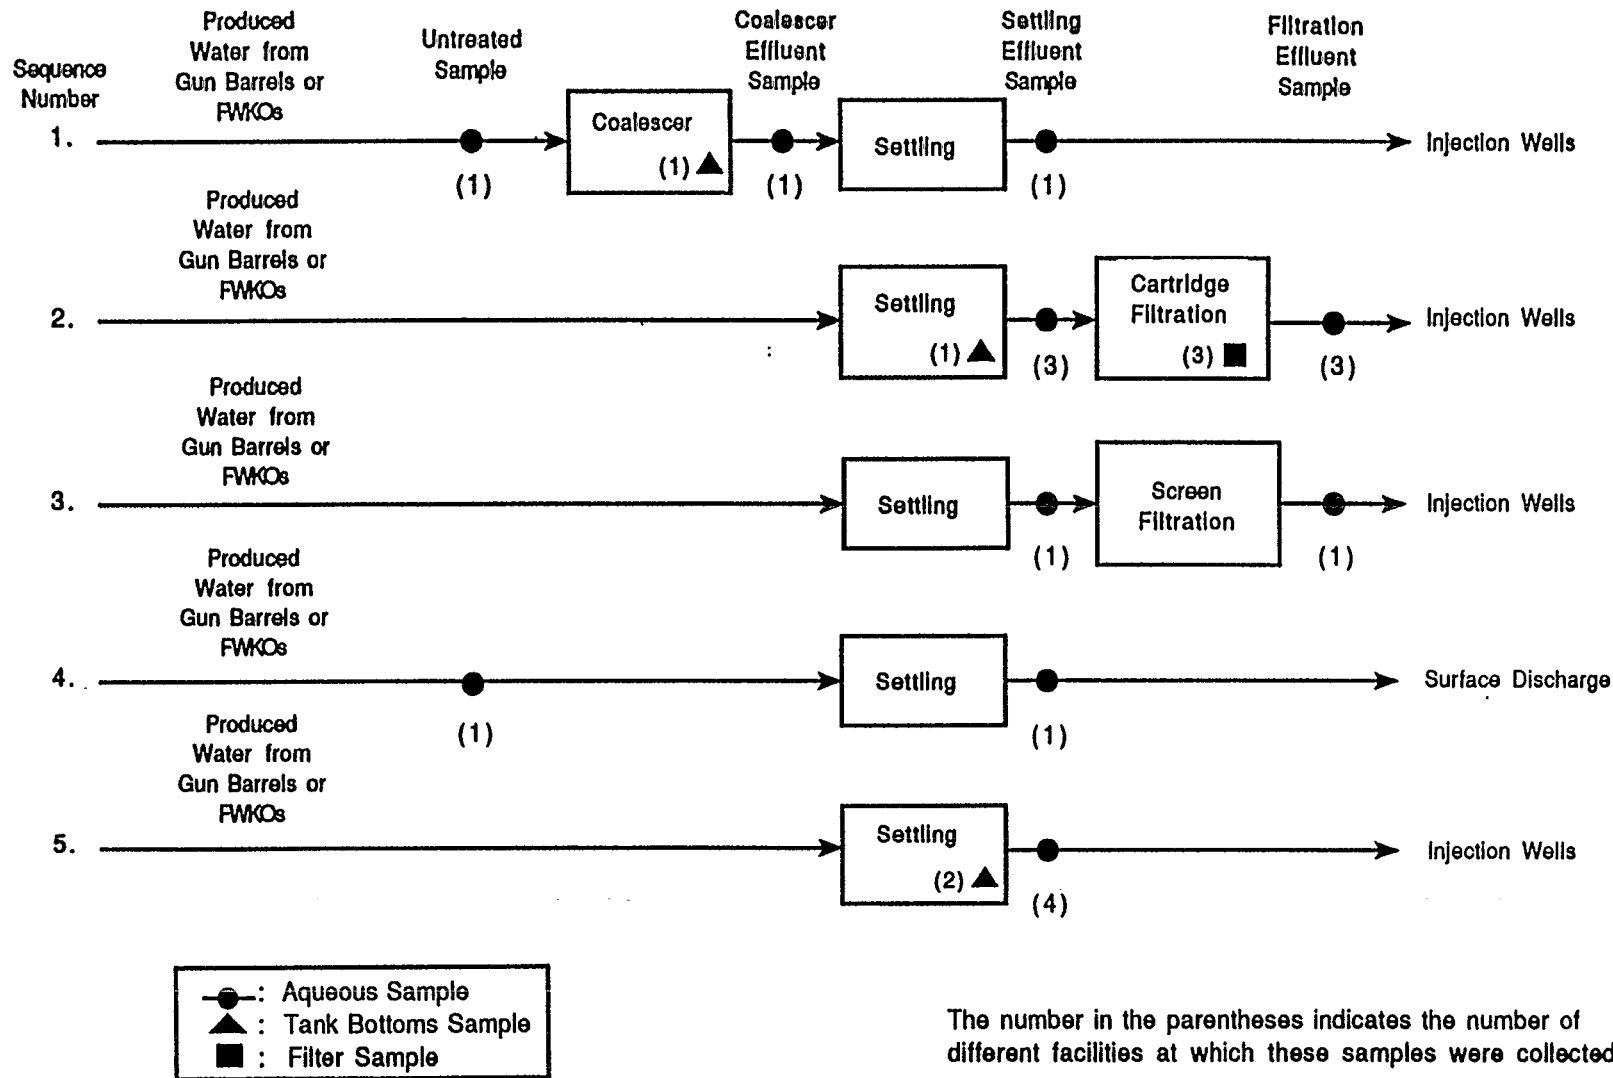 Sequence
Number
Produced
Water from
Gun Barrels or
FWKOs
Untreated
Sample
Coalescer
Effluent
Sample
Settling
Effluent
Sample
Filtration
Effluent
Sample
1.
(1)
Coalescer
(1)
(1)
Settling
(1)
Injection Wells
Produced
Water from
Gun Barrels or
FWKOs
2.
Settling
(1)
(3)
Cartridge
Filtration
(3)
(3)
Injection Wells
Produced
Water from
Gun Barrels or
FWKOs
3.
Settling
(1)
Screen
Filtration
(1)
Injection Wells
Produced
Water from
Gun Barrels or
FWKOs
4.
(1)
Settling
(1)
Surface Discharge
Produced
Water from
Gun Barrels or
FWKOs
5.
Settling
(2)
(4)
Injection Wells
: Aqueous Sample
: Tank Bottoms Sample
: Filter Sample
The number in the parentheses indicates the number of
different facilities at which these samples were collected